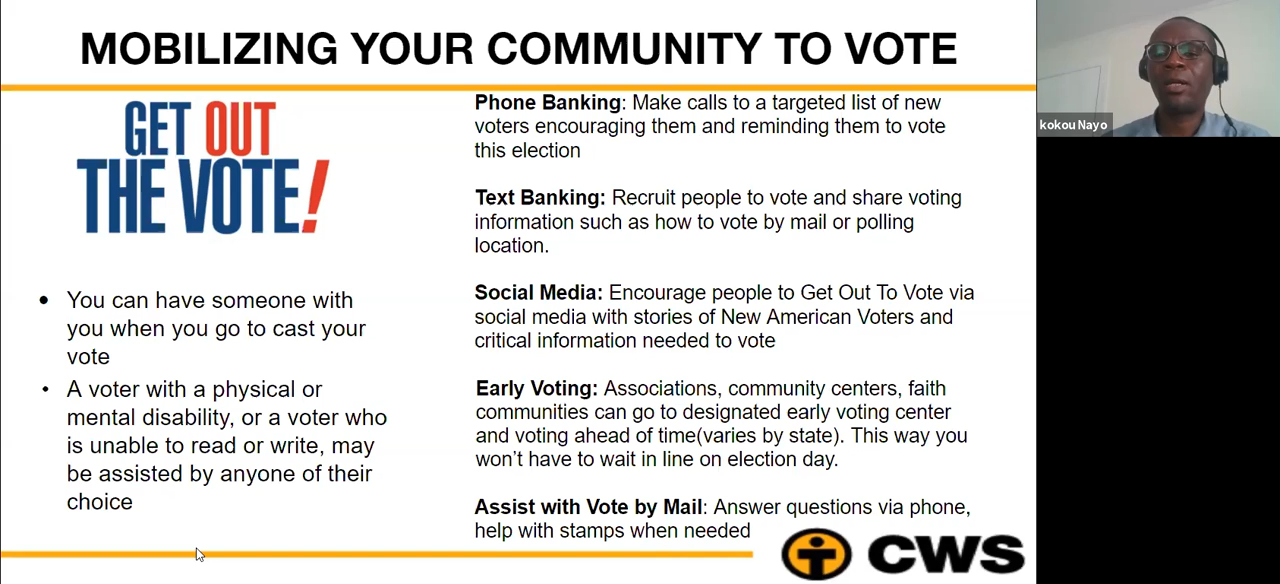 MOBILIZING YOUR COMMUNITY TO VOTE
GET OUT
THE VOTE!
• You can have someone with
you when you go to cast your
vote
• A voter with a physical or
mental disability, or a voter who
is unable to read or write, may
be assisted by anyone of their
choice
Phone Banking: Make calls to a targeted list of new
voters encouraging them and reminding them to vote
this election
Text Banking: Recruit people to vote and share voting
information such as how to vote by mail or polling
location.
Social Media: Encourage people to Get Out To Vote via
social media with stories of New American Voters and
critical information needed to vote
Early Voting: Associations, community centers, faith
communities can go to designated early voting center
and voting ahead of time(varies by state). This way you
won’t have to wait in line on election day.
Assist with Vote by Mail: Answer questions via phone,
help with stamps when needed
CWS
kokou Nayo